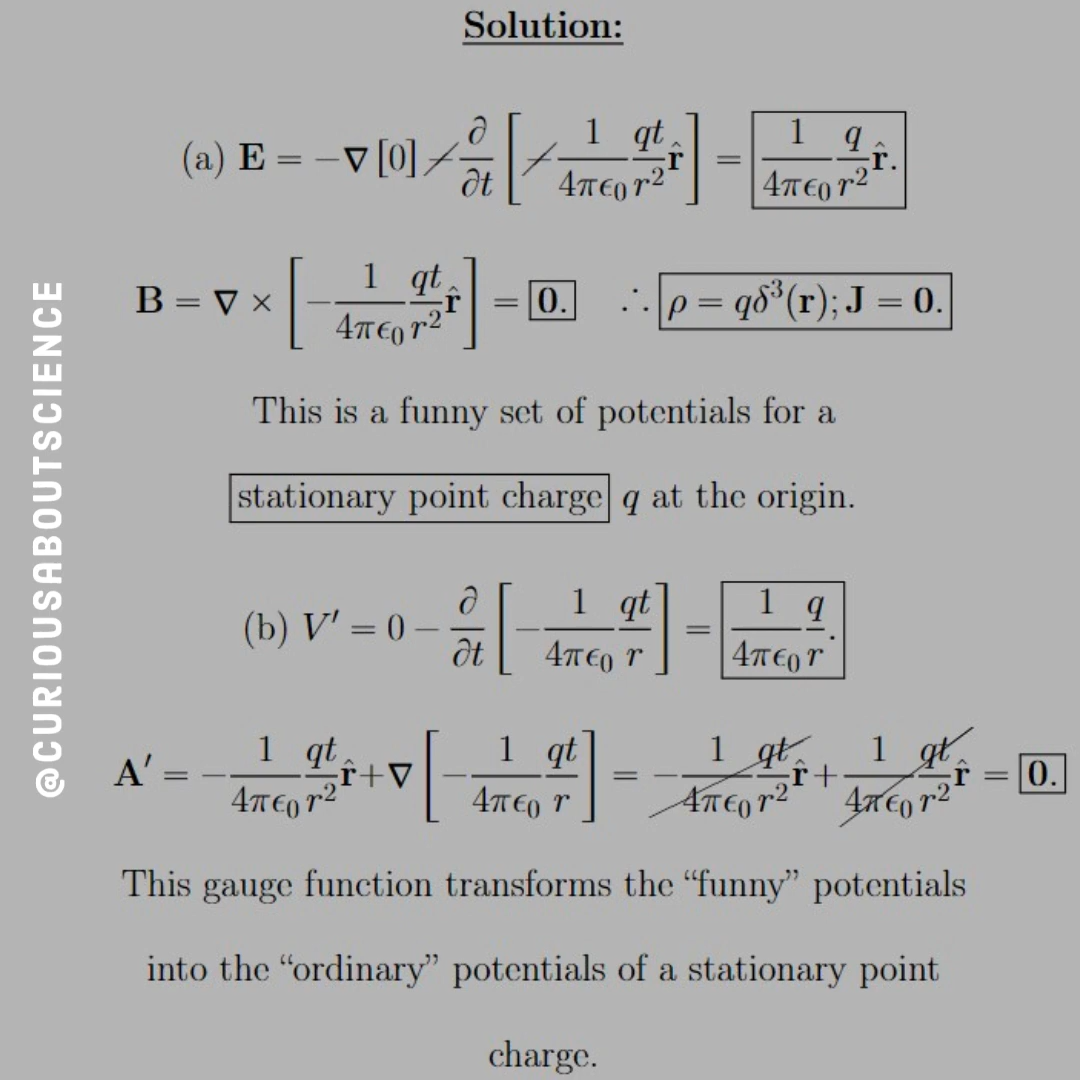 Solution:
(a) E = −∇ [0] − ∂/∂t [ − 1/4πϵ₀ qt/r² r̂ ] = 1/4πϵ₀ q/r² r̂.
B = ∇ × [ − 1/4πϵ₀ qt/r² r̂ ] = 0. ∴ ρ = qδ³(r); J = 0.
This is a funny set of potentials for a
stationary point charge q at the origin.
(b) V′ = 0 − ∂/∂t [ − 1/4πϵ₀ qt/r ] = 1/4πϵ₀ q/r.
A′ = − 1/4πϵ₀ qt/r² r̂ + ∇ [ − 1/4πϵ₀ qt/r ] = − 1/4πϵ₀ qt/r² r̂ + 1/4πϵ₀ qt/r² r̂ = 0.
This gauge function transforms the “funny” potentials
into the “ordinary” potentials of a stationary point
charge.
@CURIOUSABOUTSCIENCE